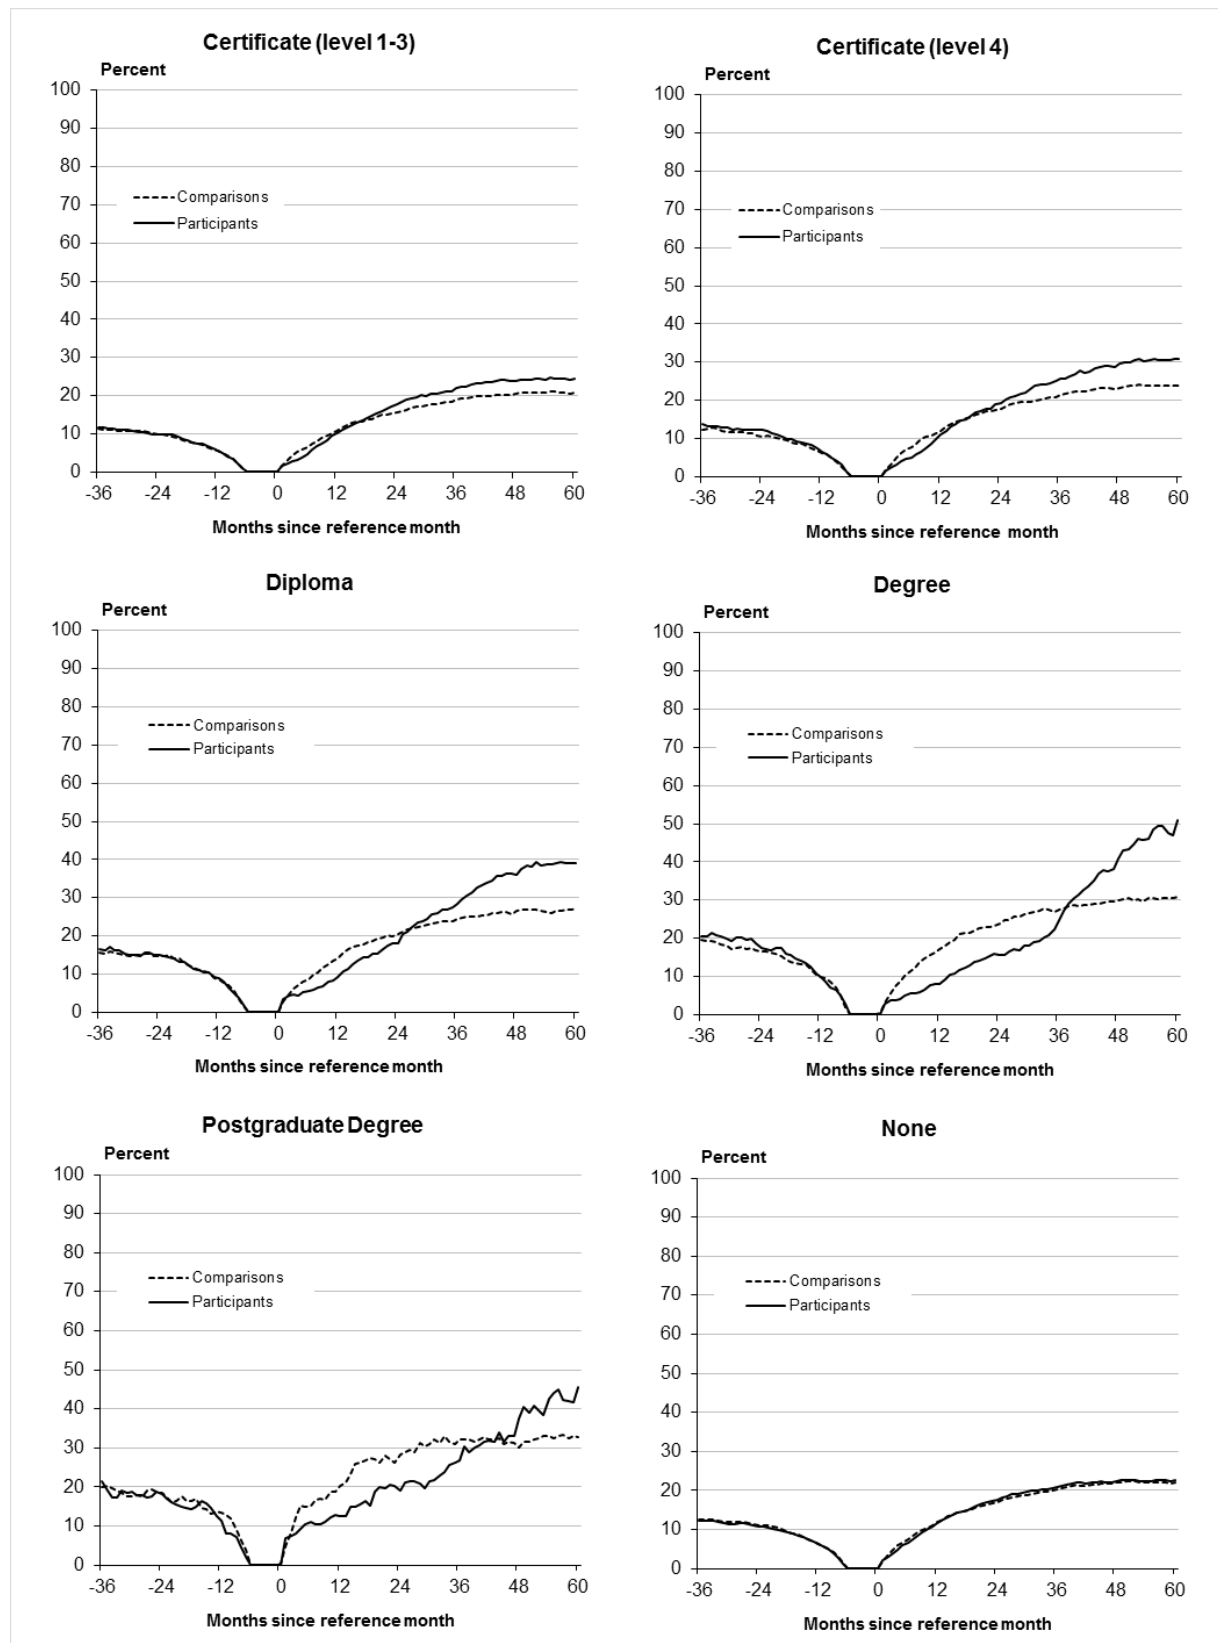 Certificate (level 1-3)
Percent
100
90
80
70
60
50
40
30
20
10
0
Comparisons
Participants
-36 -24 -12 0 12 24 36 48 60
Months since reference month
Certificate (level 4)
Percent
100
90
80
70
60
50
40
30
20
10
0
Comparisons
Participants
-36 -24 -12 0 12 24 36 48 60
Months since reference month
Diploma
Percent
100
90
80
70
60
50
40
30
20
10
0
Comparisons
Participants
-36 -24 -12 0 12 24 36 48 60
Months since reference month
Degree
Percent
100
90
80
70
60
50
40
30
20
10
0
Comparisons
Participants
-36 -24 -12 0 12 24 36 48 60
Months since reference month
Postgraduate Degree
Percent
100
90
80
70
60
50
40
30
20
10
0
Comparisons
Participants
-36 -24 -12 0 12 24 36 48 60
Months since reference month
None
Percent
100
90
80
70
60
50
40
30
20
10
0
Comparisons
Participants
-36 -24 -12 0 12 24 36 48 60
Months since reference month